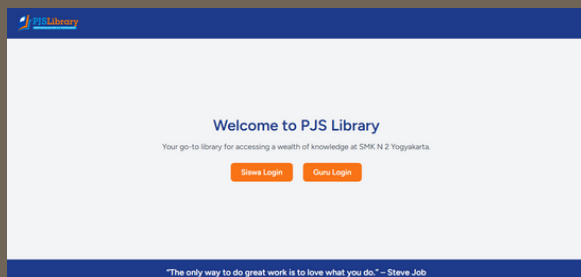 PJSLibrary
Welcome to PJS Library
Your go-to library for accessing a wealth of knowledge at SMK N 2 Yogyakarta.
Siswa Login
Guru Login
"The only way to do great work is to love what you do." – Steve Job